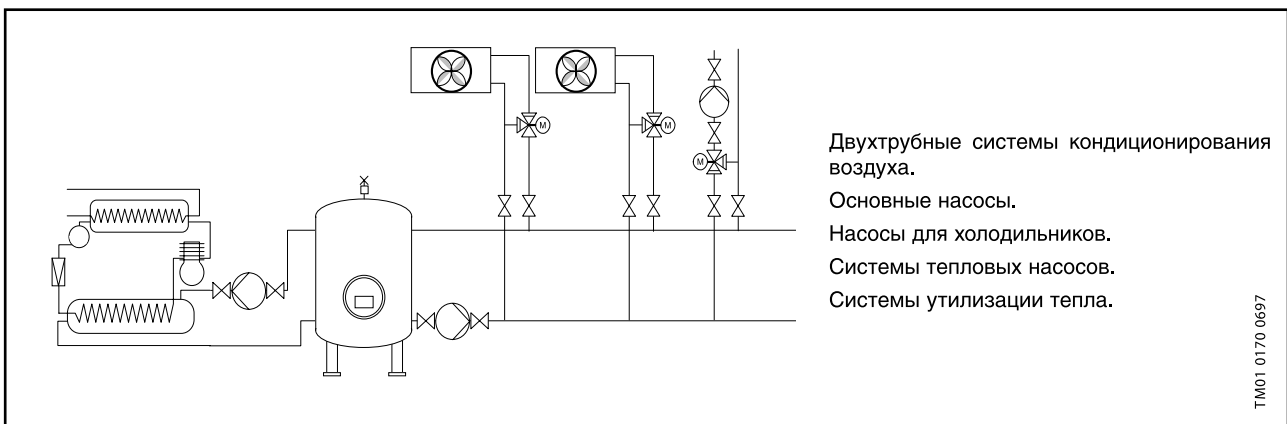 Двухтрубные системы кондиционирования
воздуха.
Основные насосы.
Насосы для холодильников.
Системы тепловых насосов.
Системы утилизации тепла.
M
M
M
TM01 0170 0697